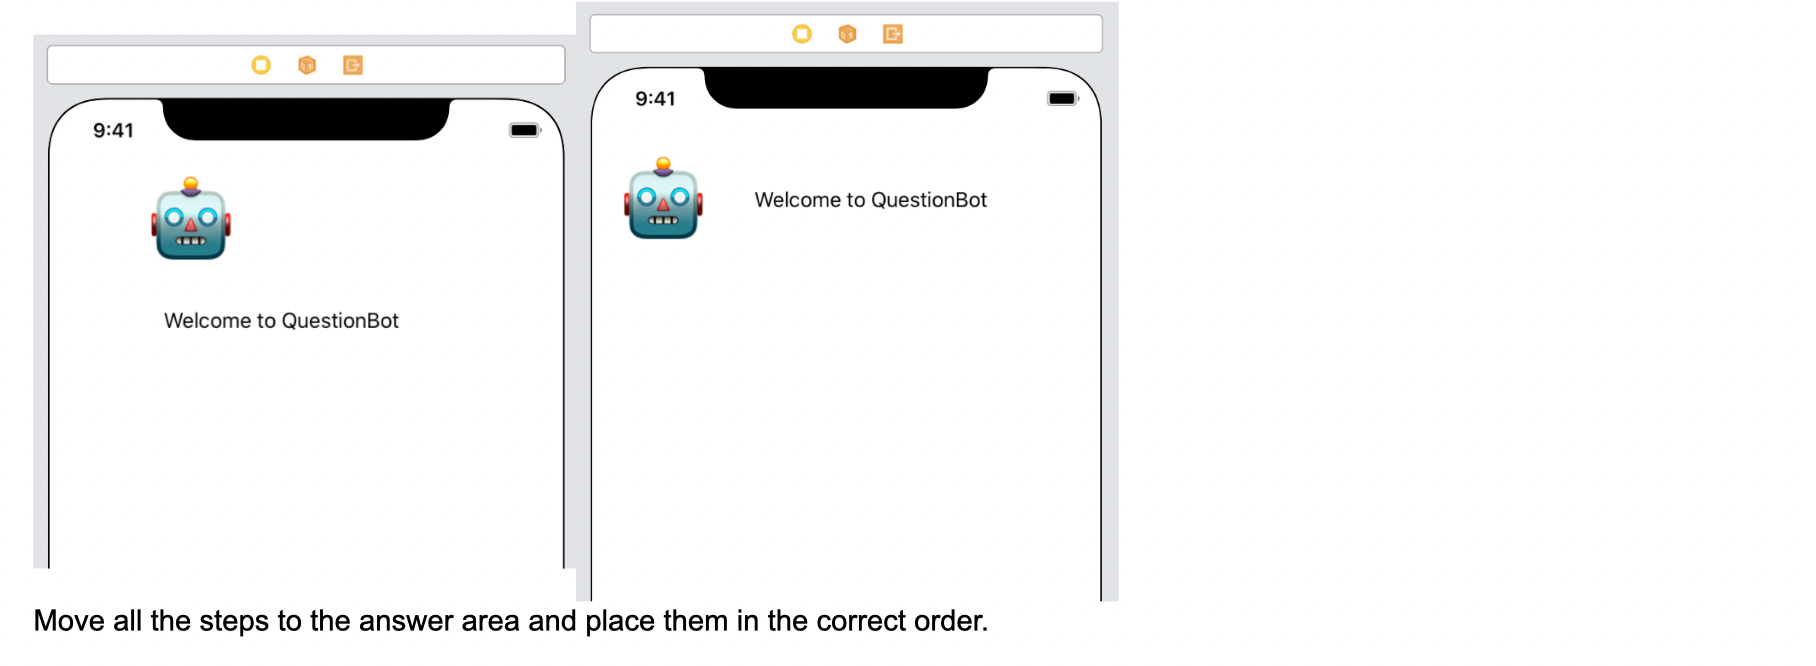 9:41
Welcome to QuestionBot
9:41
Welcome to QuestionBot
Move all the steps to the answer area and place them in the correct order.